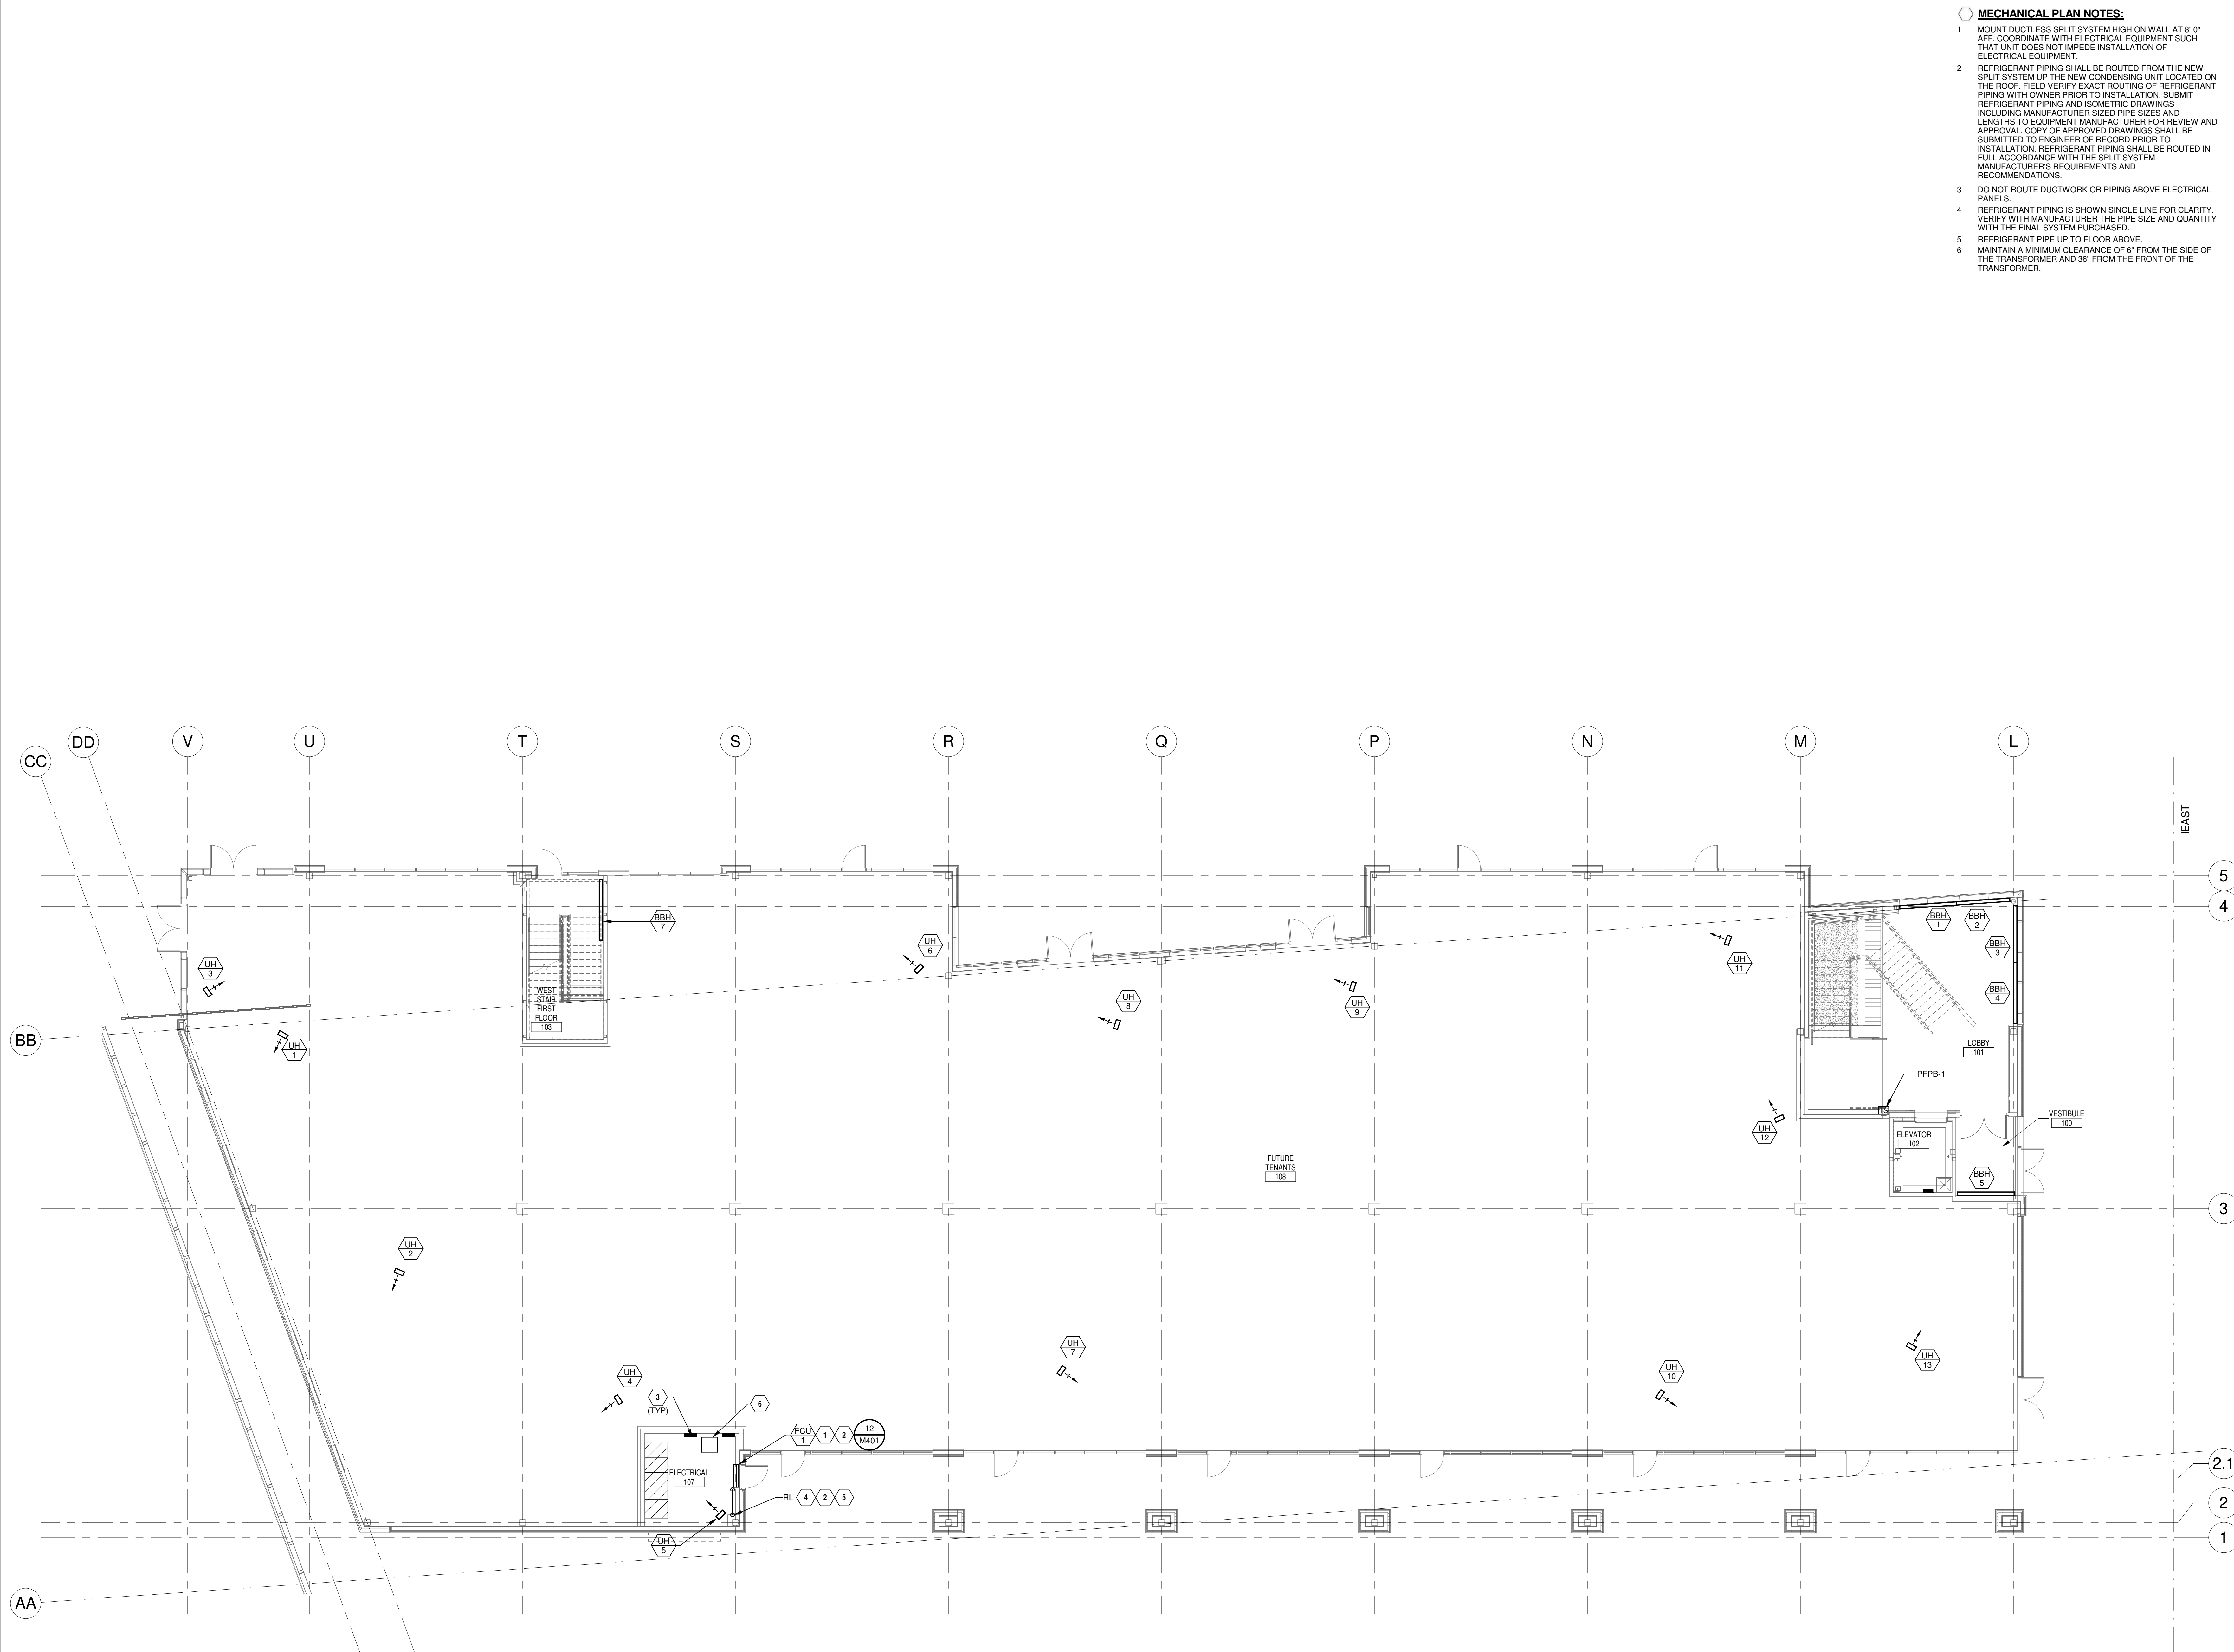 MECHANICAL PLAN NOTES:
1 MOUNT DUCTLESS SPLIT SYSTEM HIGH ON WALL AT 8'-0"
AFF. COORDINATE WITH ELECTRICAL EQUIPMENT SUCH
THAT UNIT DOES NOT IMPEDE INSTALLATION OF
ELECTRICAL EQUIPMENT.
2 REFRIGERANT PIPING SHALL BE ROUTED FROM THE NEW
SPLIT SYSTEM UP THE NEW CONDENSING UNIT LOCATED ON
THE ROOF. FIELD VERIFY EXACT ROUTING OF REFRIGERANT
PIPING WITH OWNER PRIOR TO INSTALLATION. SUBMIT
REFRIGERANT PIPING AND ISOMETRIC DRAWINGS
INCLUDING MANUFACTURER SIZED PIPE SIZES AND
LENGTHS TO EQUIPMENT MANUFACTURER FOR REVIEW AND
APPROVAL. COPY OF APPROVED DRAWINGS SHALL BE
SUBMITTED TO ENGINEER OF RECORD PRIOR TO
INSTALLATION. REFRIGERANT PIPING SHALL BE ROUTED IN
FULL ACCORDANCE WITH THE SPLIT SYSTEM
MANUFACTURER'S REQUIREMENTS AND
RECOMMENDATIONS.
3 DO NOT ROUTE DUCTWORK OR PIPING ABOVE ELECTRICAL
PANELS.
4 REFRIGERANT PIPING IS SHOWN SINGLE LINE FOR CLARITY.
VERIFY WITH MANUFACTURER THE PIPE SIZE AND QUANTITY
WITH THE FINAL SYSTEM PURCHASED.
5 REFRIGERANT PIPE UP TO FLOOR ABOVE.
6 MAINTAIN A MINIMUM CLEARANCE OF 6" FROM THE SIDE OF
THE TRANSFORMER AND 36" FROM THE FRONT OF THE
TRANSFORMER.
CC
DD
V
U
T
S
R
Q
P
N
M
L
EAST
5
4
BBH
7
UH
6
UH
3
UH
8
UH
9
UH
11
BBH
1
BBH
2
BBH
3
BBH
4
WEST
STAIR
FIRST
FLOOR
103
BB
UH
1
LOBBY
101
PFPB-1
TS
VESTIBULE
100
UH
12
ELEVATOR
102
FUTURE
TENANTS
108
BBH
5
3
UH
2
UH
7
UH
13
UH
4
UH
10
3
(TYP)
6
FCU
1
1
2
12
M401
ELECTRICAL
107
RL
4
2
5
UH
5
2.1
2
1
AA